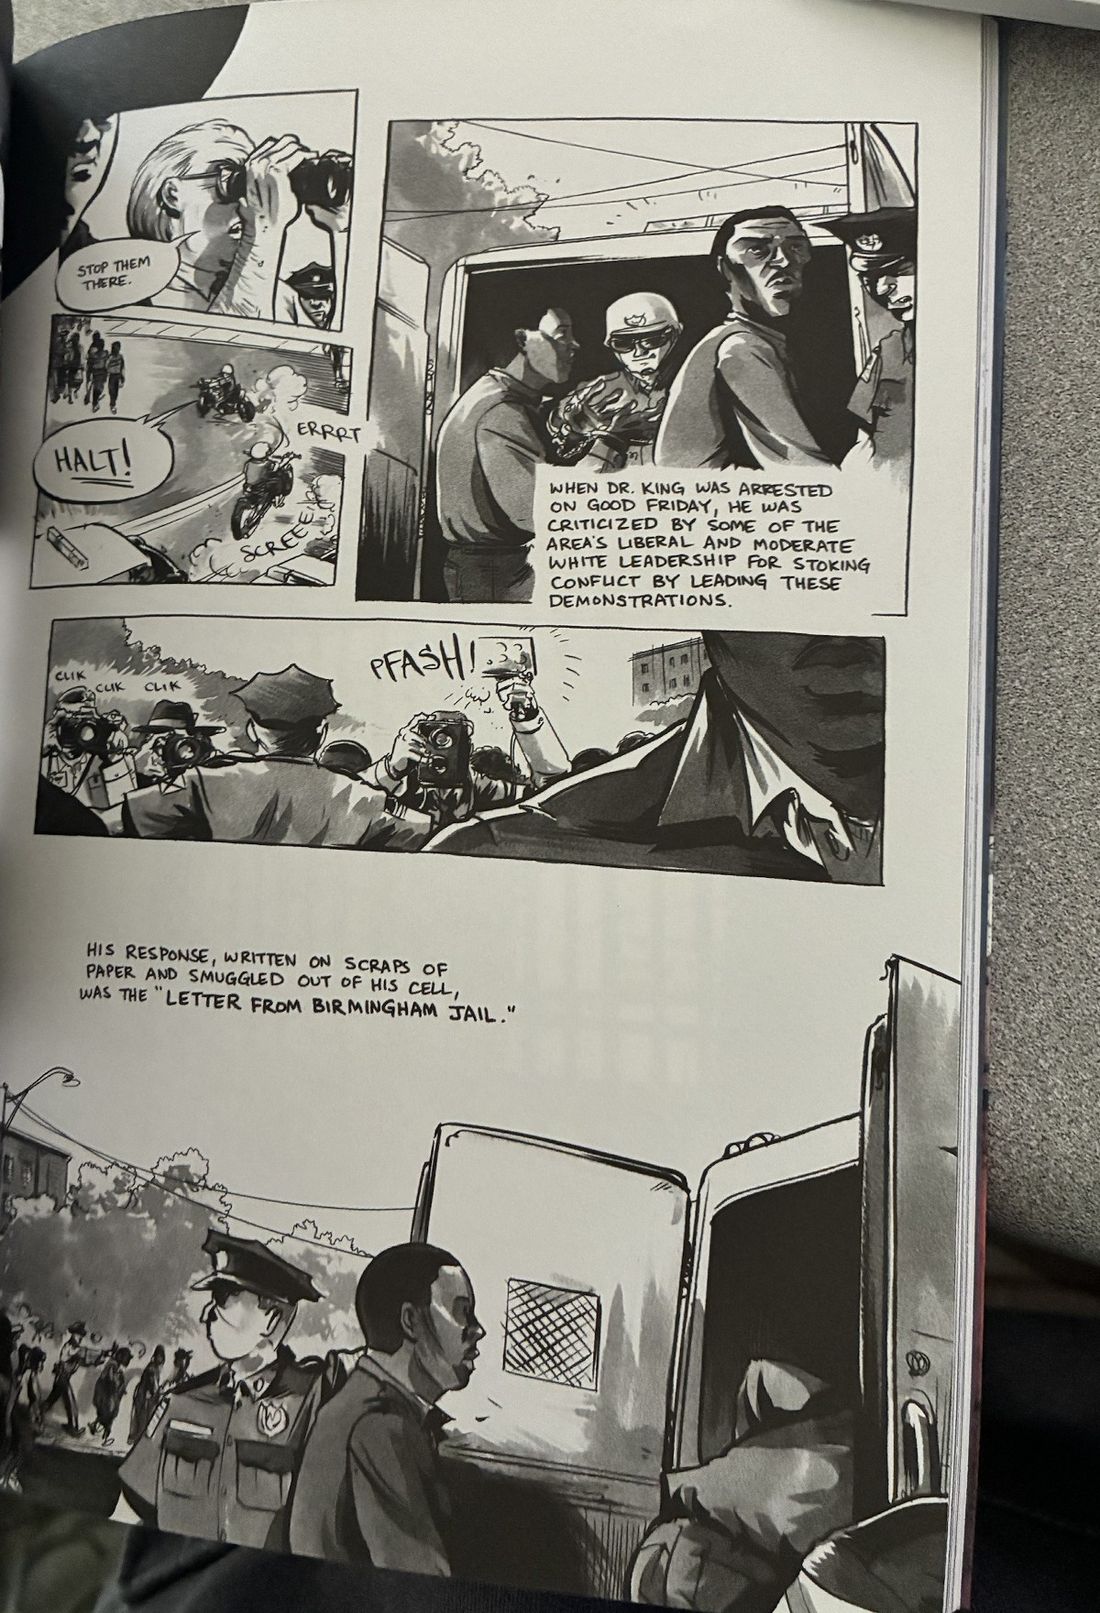 STOP THEM
THERE.
HALT!
ERRRT
SCREEE
WHEN DR. KING WAS ARRESTED
ON GOOD FRIDAY, HE WAS
CRITICIZED BY SOME OF THE
AREA'S LIBERAL AND MODERATE
WHITE LEADERSHIP FOR STOKING
CONFLICT BY LEADING THESE
DEMONSTRATIONS.
CLIK
CLIK CLIK
PFASH!
HIS RESPONSE, WRITTEN ON SCRAPS OF
PAPER AND SMUGGLED OUT OF HIS CELL,
WAS THE "LETTER FROM BIRMINGHAM JAIL."